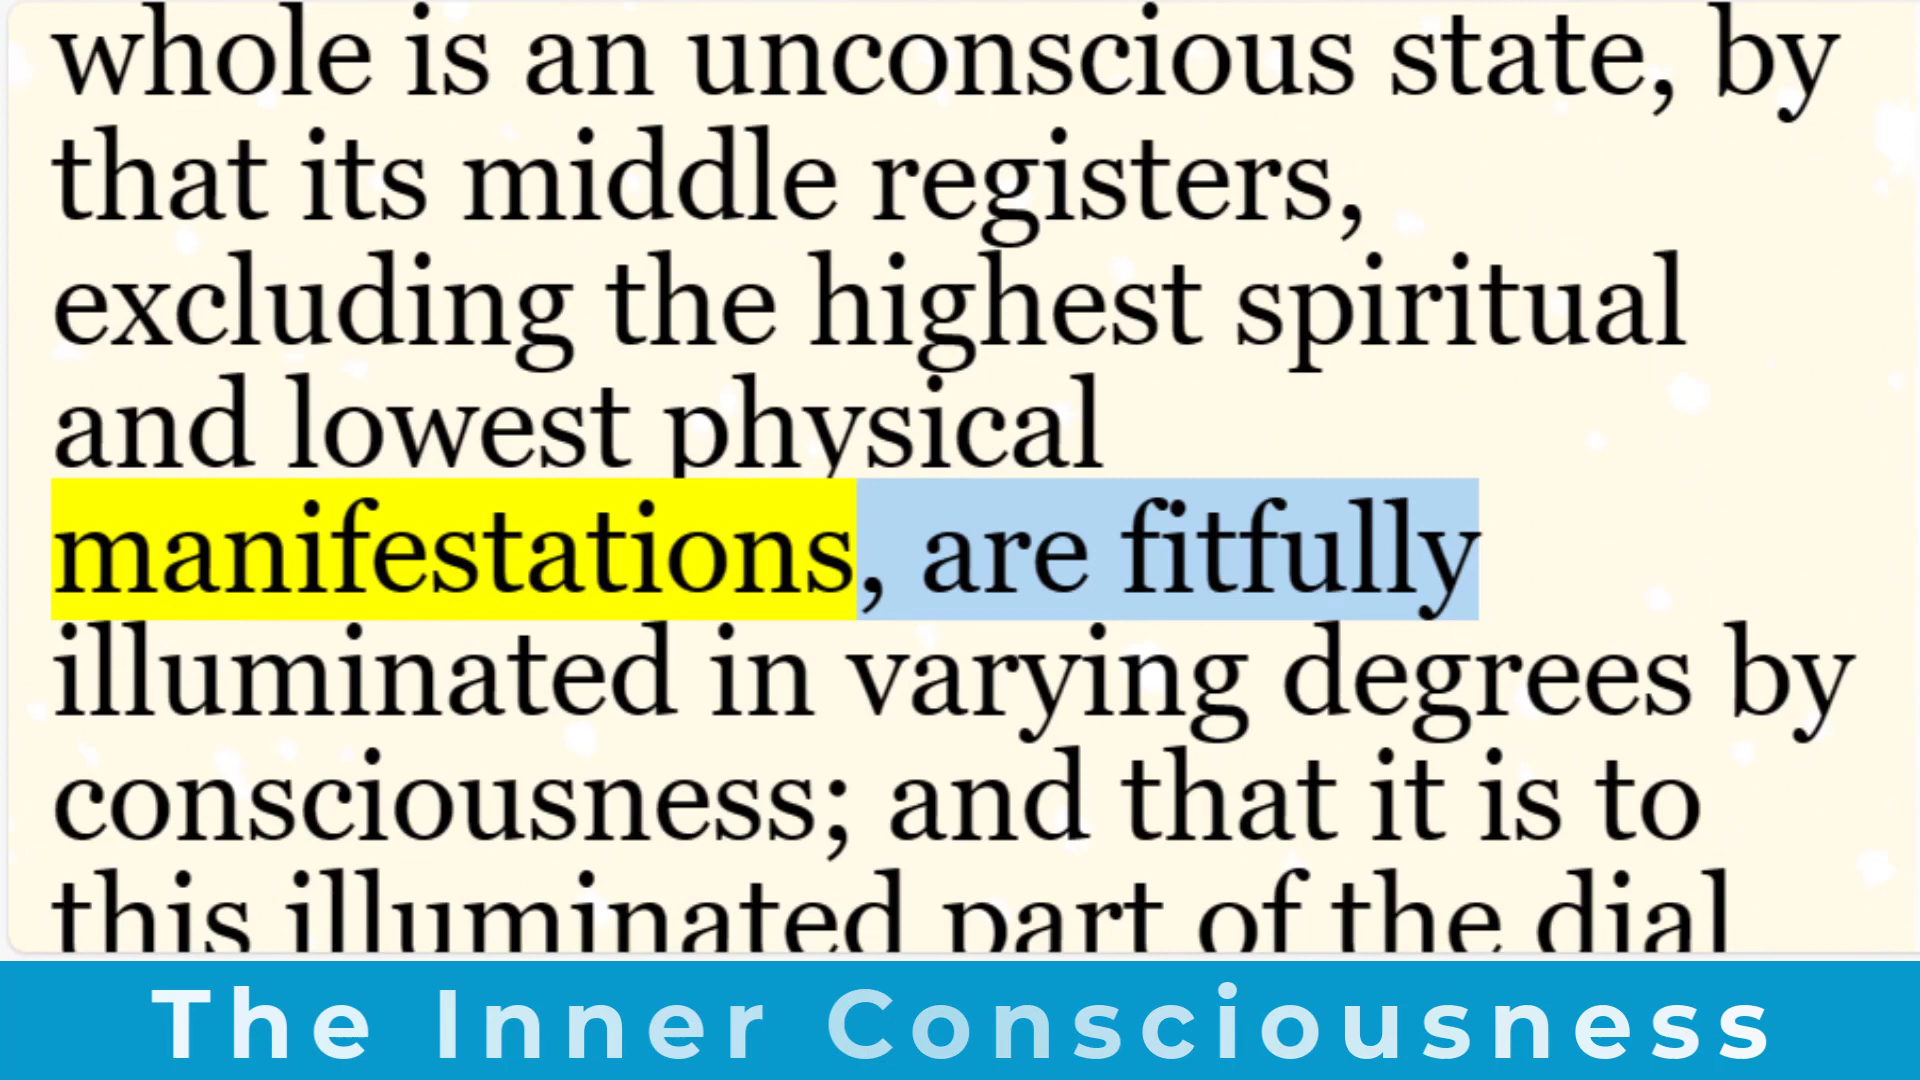 whole is an unconscious state, by
that its middle registers,
excluding the highest spiritual
and lowest physical
manifestations, are fitfully
illuminated in varying degrees by
consciousness; and that it is to
this illuminated part of the dial
The Inner Consciousness